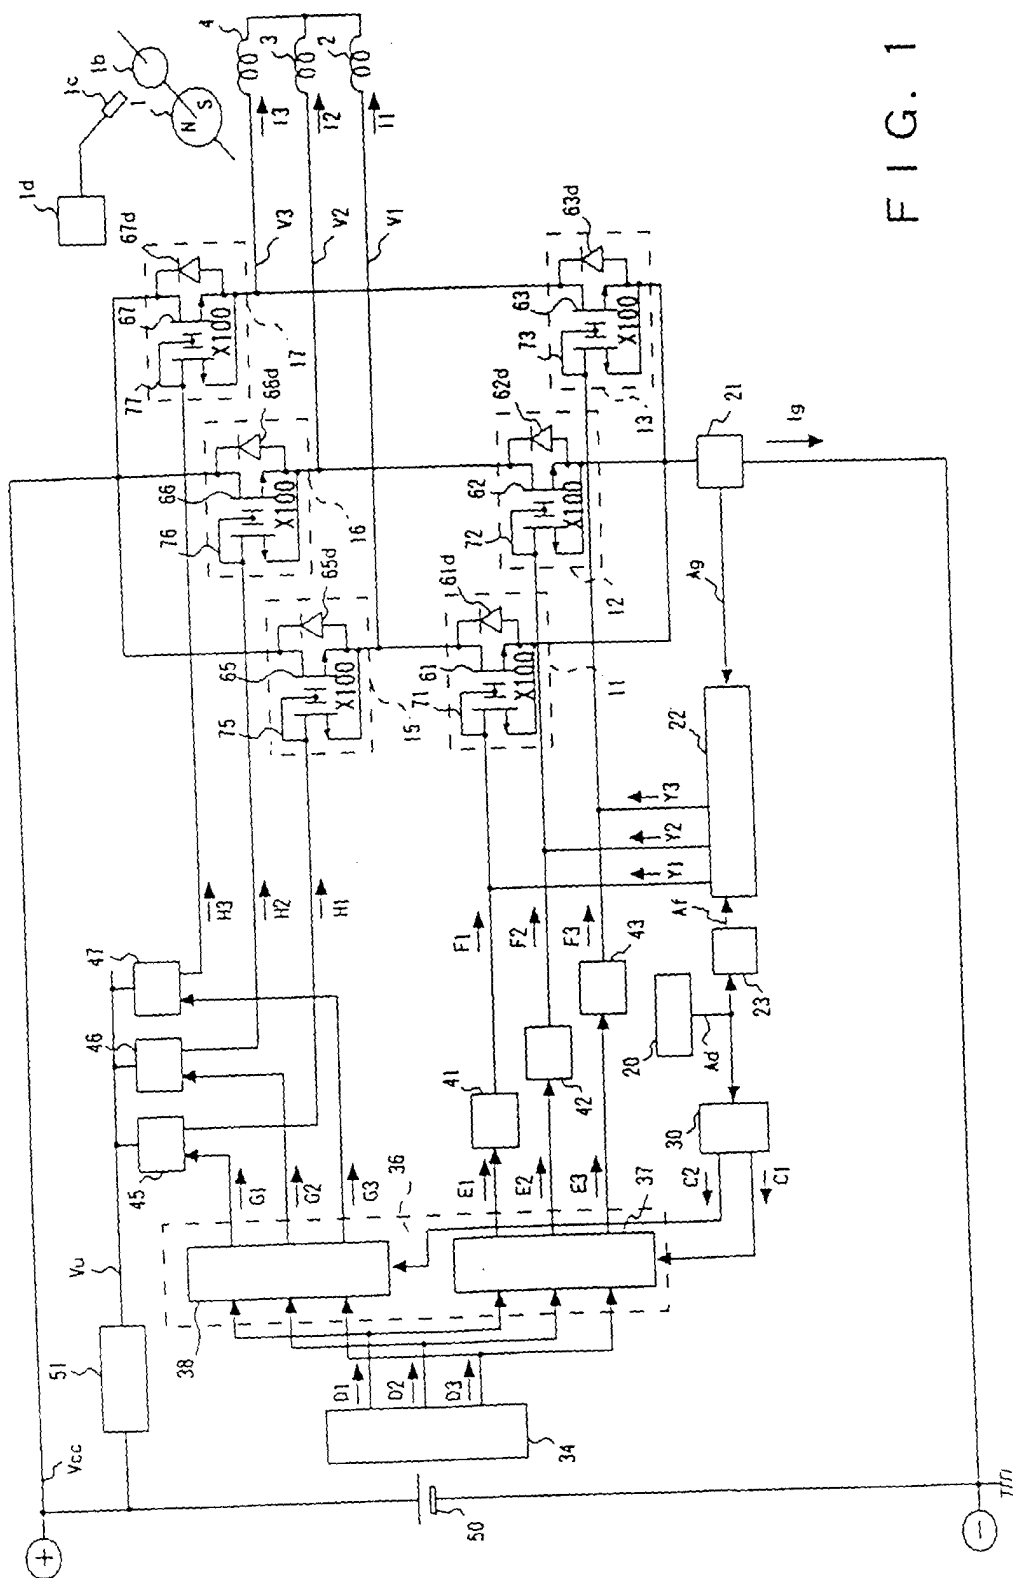 FIG. 1
1d
1c
1b
1
N
S
4
3
2
I3
I2
I1
V3
V2
V1
67d
67
77
X100
17
66d
66
76
X100
16
65d
65
75
X100
15
63d
63
73
X100
13
62d
62
72
X100
12
61d
61
71
X100
11
21
Ig
Ag
22
Y3
Y2
Y1
Af
23
20
Ad
30
C2
C1
47
46
45
H3
H2
H1
F1
F2
F3
43
42
41
G1
G2
G3
36
E1
E2
E3
37
38
D1
D2
D3
34
Vu
51
Vcc
50
+
−